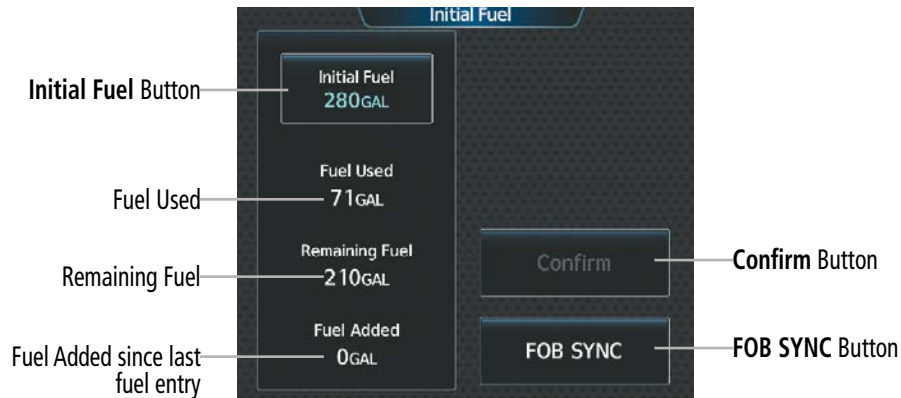 Initial Fuel
Initial Fuel Button
Initial Fuel
280GAL
Fuel Used
Fuel Used
71GAL
Remaining Fuel
Remaining Fuel
210GAL
Confirm
Confirm Button
Fuel Added since last
fuel entry
Fuel Added
0GAL
FOB SYNC
FOB SYNC Button